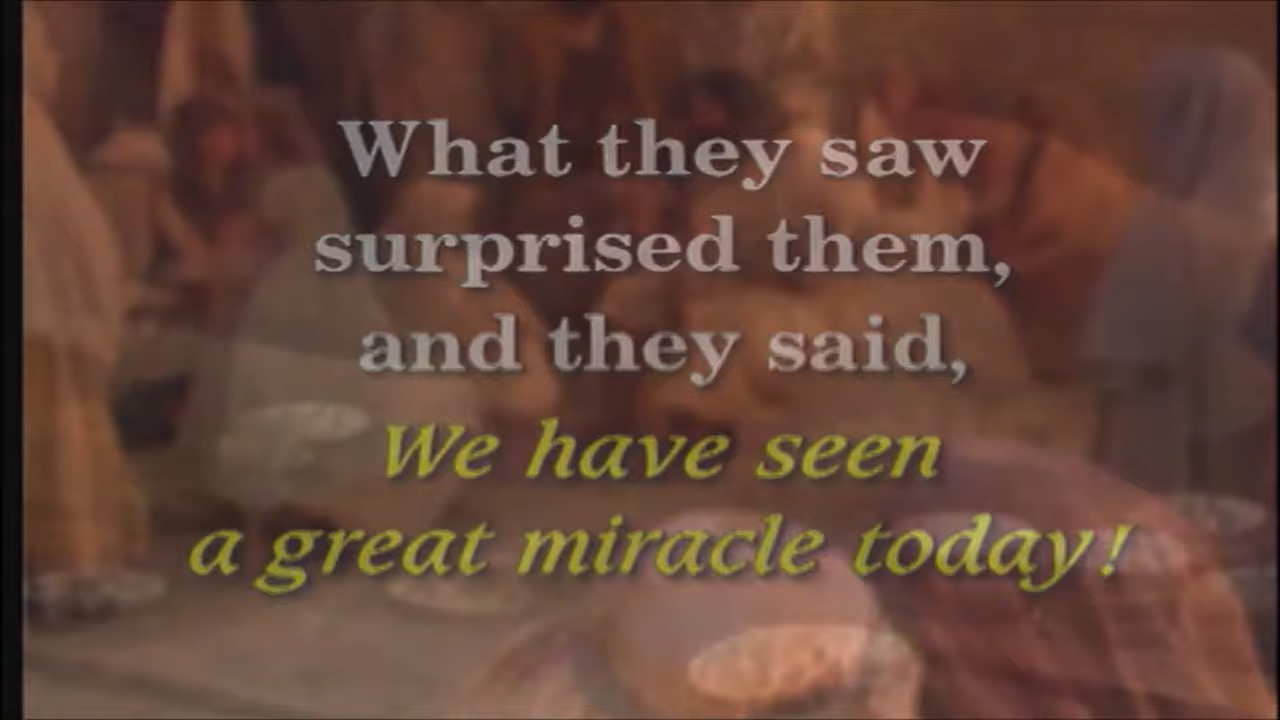 What they saw
surprised them,
and they said,
We have seen
a great miracle today!